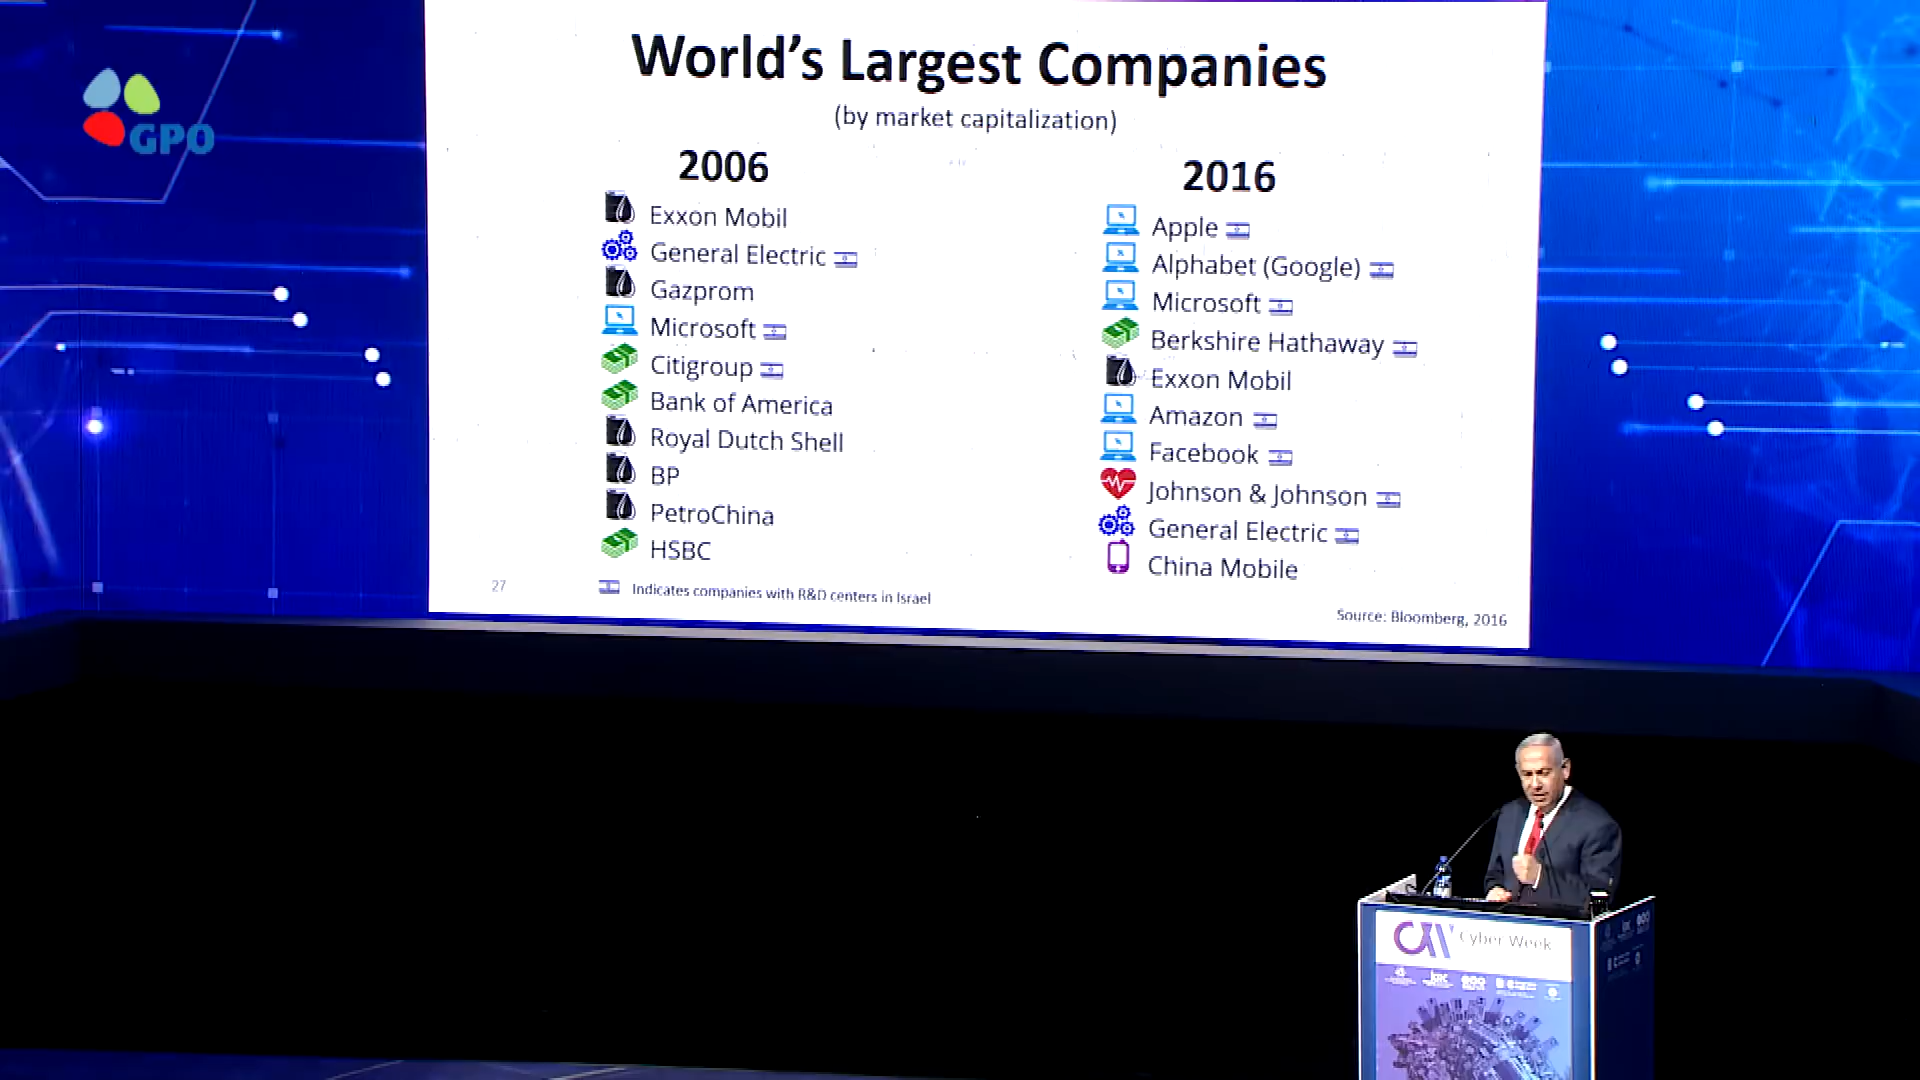 World's Largest Companies
(by market capitalization)
2006
Exxon Mobil
General Electric
Gazprom
Microsoft
Citigroup
Bank of America
Royal Dutch Shell
BP
PetroChina
HSBC
2016
Apple
Alphabet (Google)
Microsoft
Berkshire Hathaway
Exxon Mobil
Amazon
Facebook
Johnson & Johnson
General Electric
China Mobile
27
Indicates companies with R&D centers in Israel
Source: Bloomberg, 2016
GPO
Cyber Week